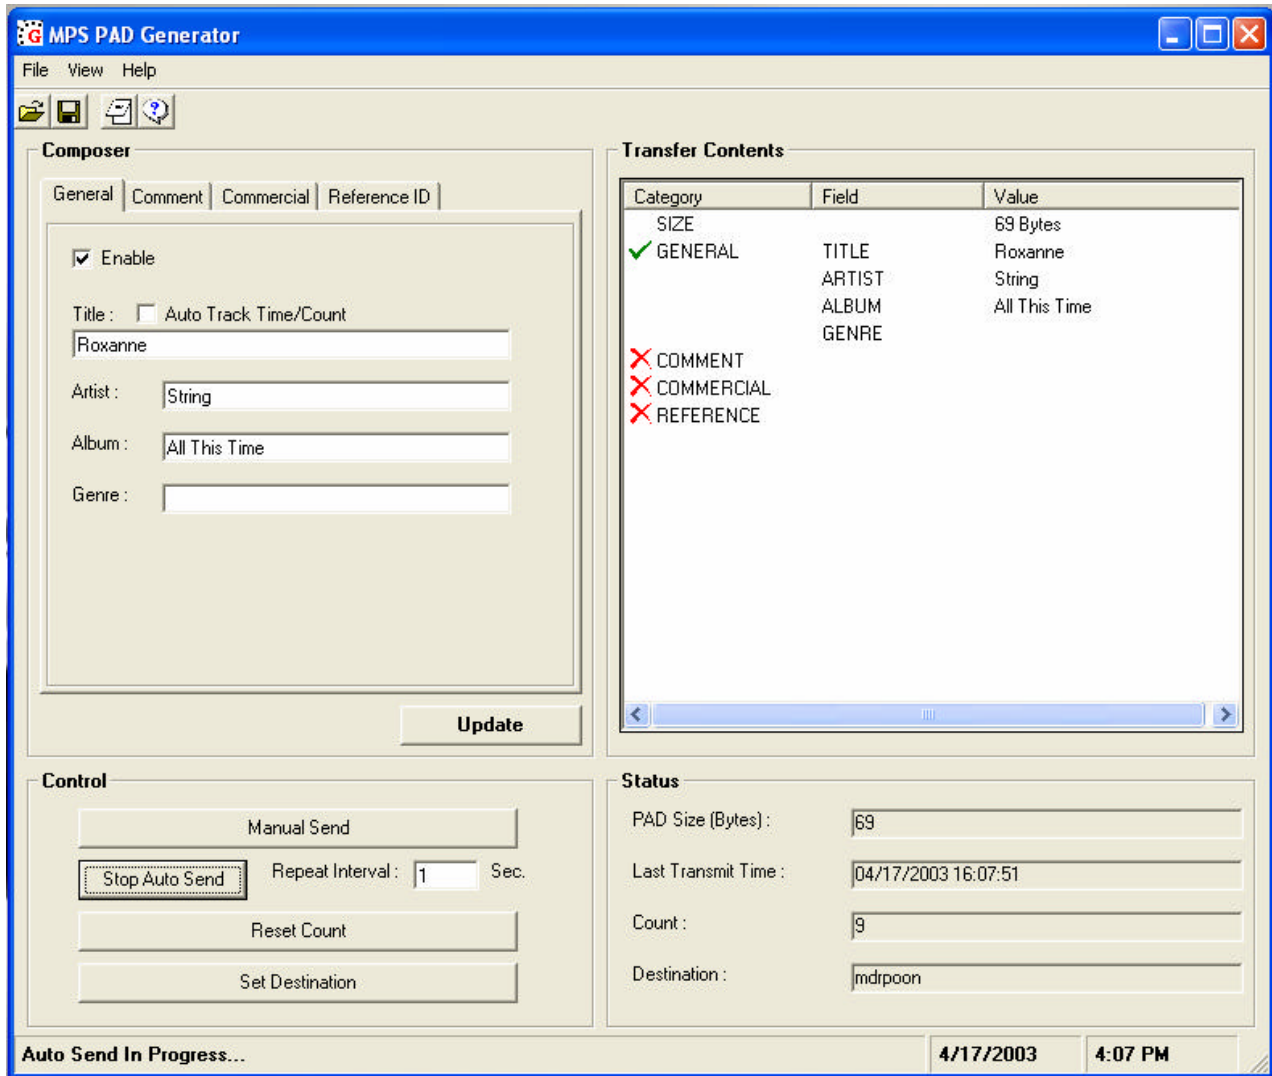 MPS PAD Generator
File View Help
Composer
General Comment Commercial Reference ID
Enable
Title : Auto Track Time/Count
Roxanne
Artist : String
Album : All This Time
Genre :
Update
Transfer Contents
Category Field Value
SIZE 69 Bytes
GENERAL TITLE Roxanne
ARTIST String
ALBUM All This Time
GENRE
COMMENT
COMMERCIAL
REFERENCE
Control
Manual Send
Stop Auto Send Repeat Interval : 1 Sec.
Reset Count
Set Destination
Status
PAD Size (Bytes) : 69
Last Transmit Time : 04/17/2003 16:07:51
Count : 9
Destination : mdrpoon
Auto Send In Progress... 4/17/2003 4:07 PM